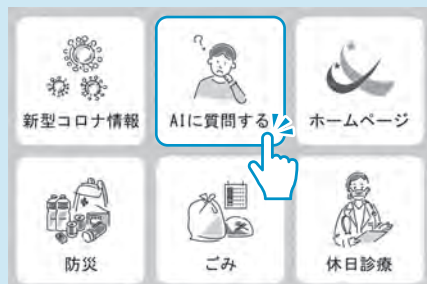 新型コロナ情報
AIに質問する
ホームページ
防災
ごみ
休日診療